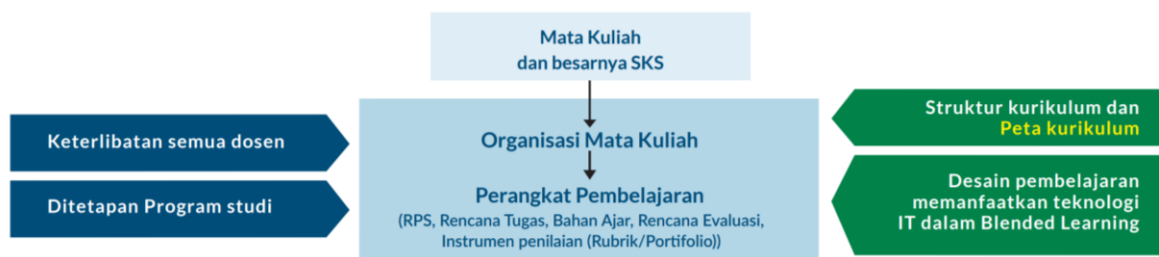 Mata Kuliah
dan besarnya SKS
Keterlibatan semua dosen
Ditetapan Program studi
Organisasi Mata Kuliah
Perangkat Pembelajaran
(RPS, Rencana Tugas, Bahan Ajar, Rencana Evaluasi,
Instrumen penilaian (Rubrik/Portifolio))
Struktur kurikulum dan
Peta kurikulum
Desain pembelajaran
memanfaatkan teknologi
IT dalam Blended Learning